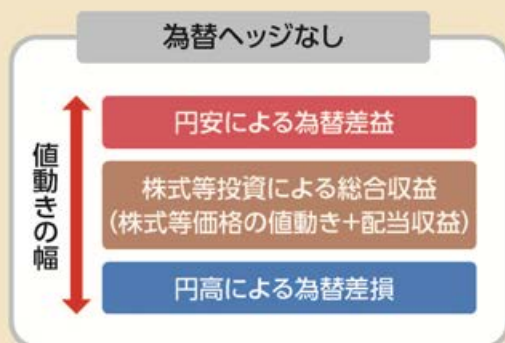 為替ヘッジなし
値動きの幅
円安による為替差益
株式等投資による総合収益
(株式等価格の値動き+配当収益)
円高による為替差損